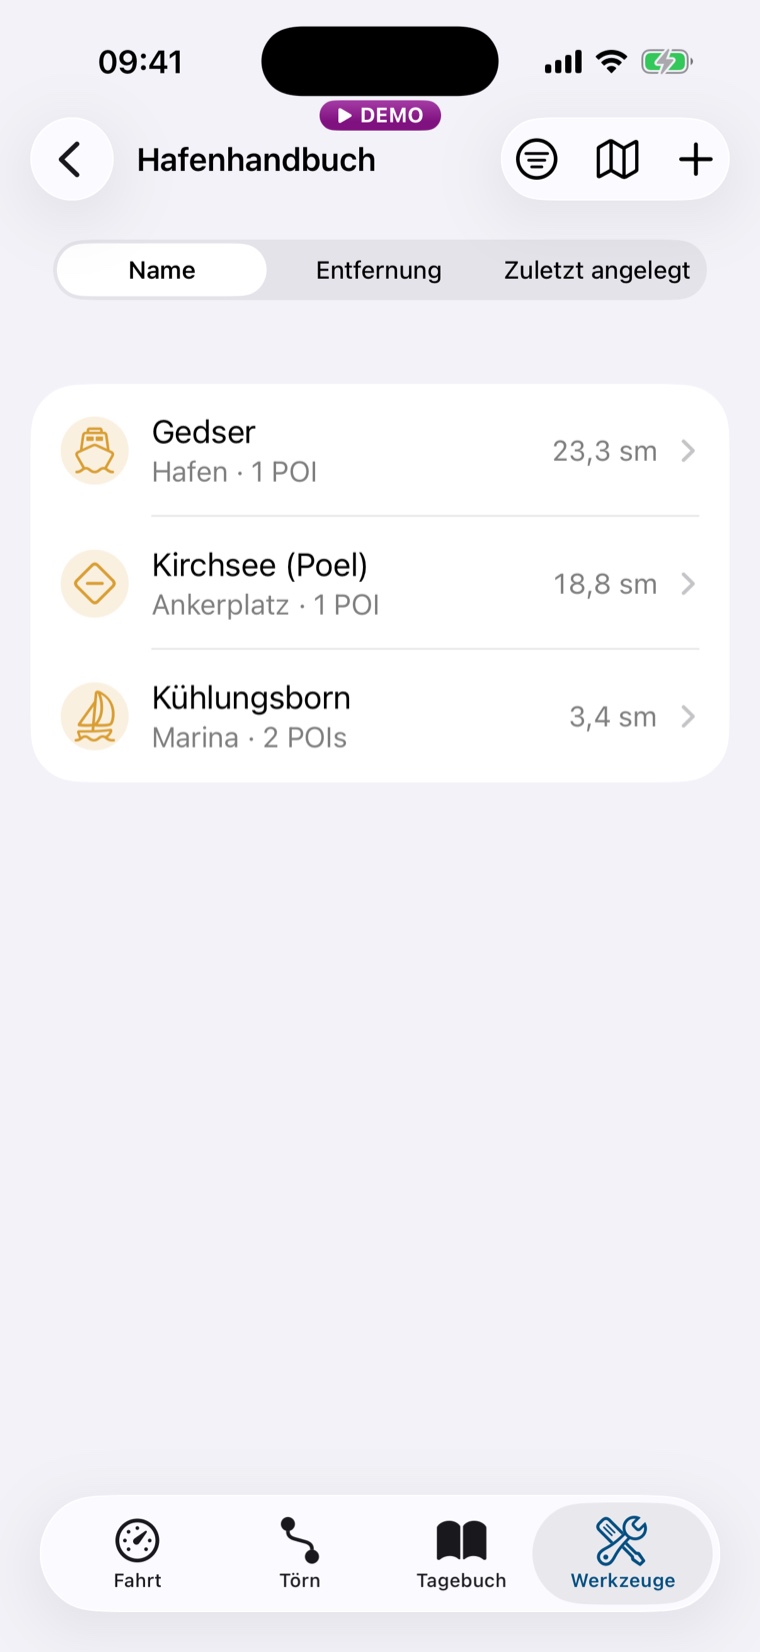 09:41
DEMO
Hafenhandbuch
Name
Entfernung
Zuletzt angelegt
Gedser
Hafen · 1 POI
23,3 sm
Kirchsee (Poel)
Ankerplatz · 1 POI
18,8 sm
Kühlungsborn
Marina · 2 POIs
3,4 sm
Fahrt
Törn
Tagebuch
Werkzeuge